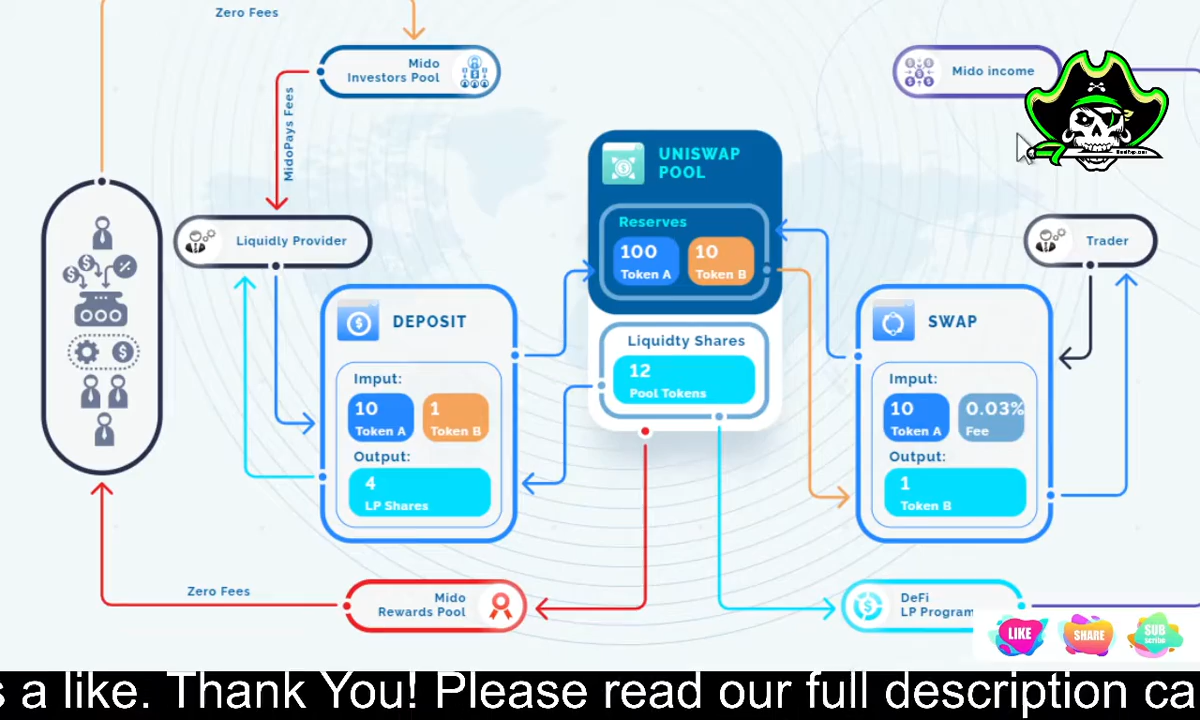 Zero Fees
Mido
Investors Pool
Mido income
MidoPays Fees
UNISWAP
POOL
Reserves
100
Token A
10
Token B
Liquidly Provider
Trader
DEPOSIT
Imput:
10
Token A
1
Token B
Output:
4
LP Shares
Liquidty Shares
12
Pool Tokens
SWAP
Imput:
10
Token A
0.03%
Fee
Output:
1
Token B
Zero Fees
Mido
Rewards Pool
DeFi
LP Program
LIKE
SHARE
SUB
scribe
s a like. Thank You! Please read our full description ca